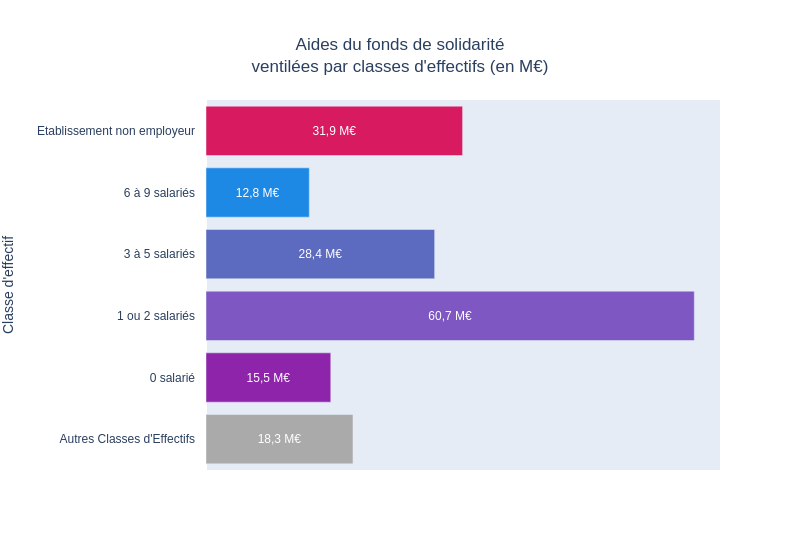 Aides du fonds de solidarité
ventilées par classes d'effectifs (en M€)
Classe d'effectif
Etablissement non employeur
31,9 M€
6 à 9 salariés
12,8 M€
3 à 5 salariés
28,4 M€
1 ou 2 salariés
60,7 M€
0 salarié
15,5 M€
Autres Classes d'Effectifs
18,3 M€